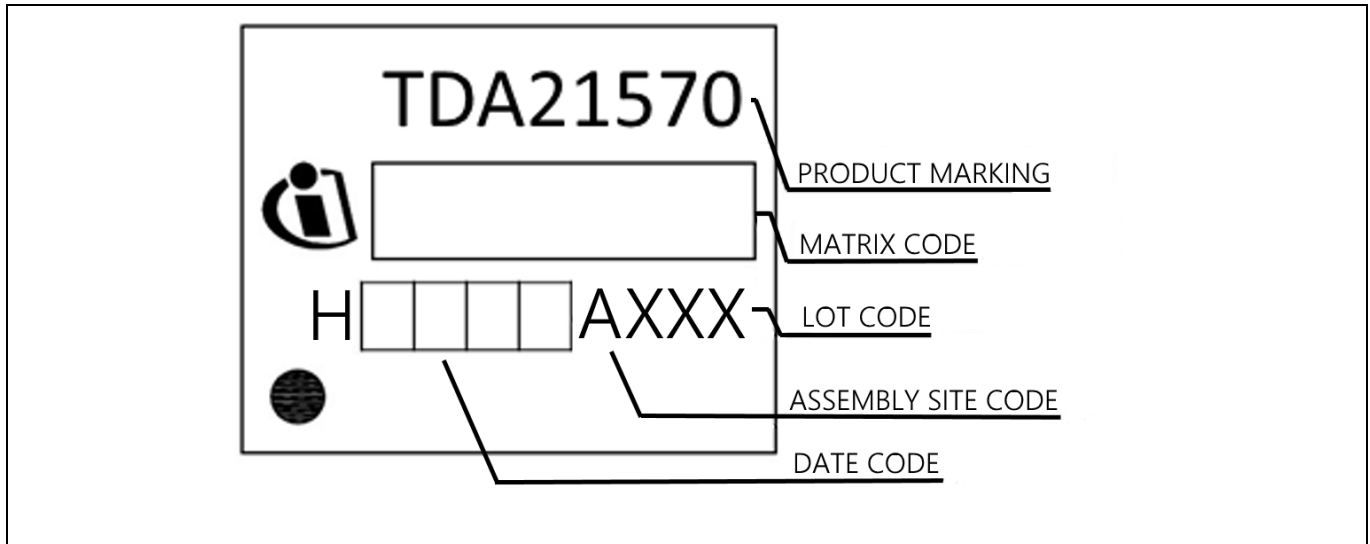 TDA21570
PRODUCT MARKING
MATRIX CODE
H AXXX
LOT CODE
ASSEMBLY SITE CODE
DATE CODE